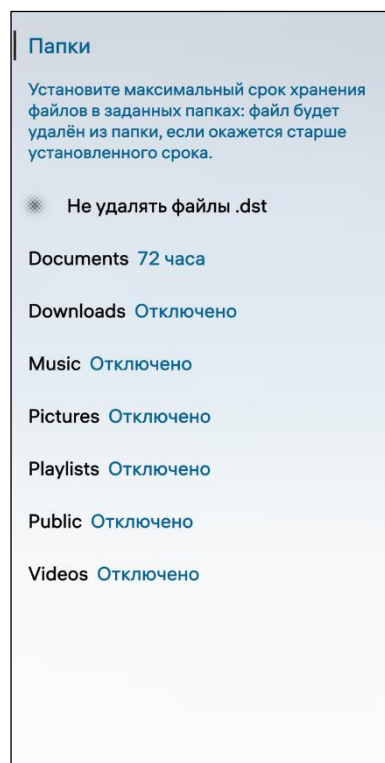 Папки
Установите максимальный срок хранения
файлов в заданных папках: файл будет
удалён из папки, если окажется старше
установленного срока.
Не удалять файлы .dst
Documents 72 часа
Downloads Отключено
Music Отключено
Pictures Отключено
Playlists Отключено
Public Отключено
Videos Отключено